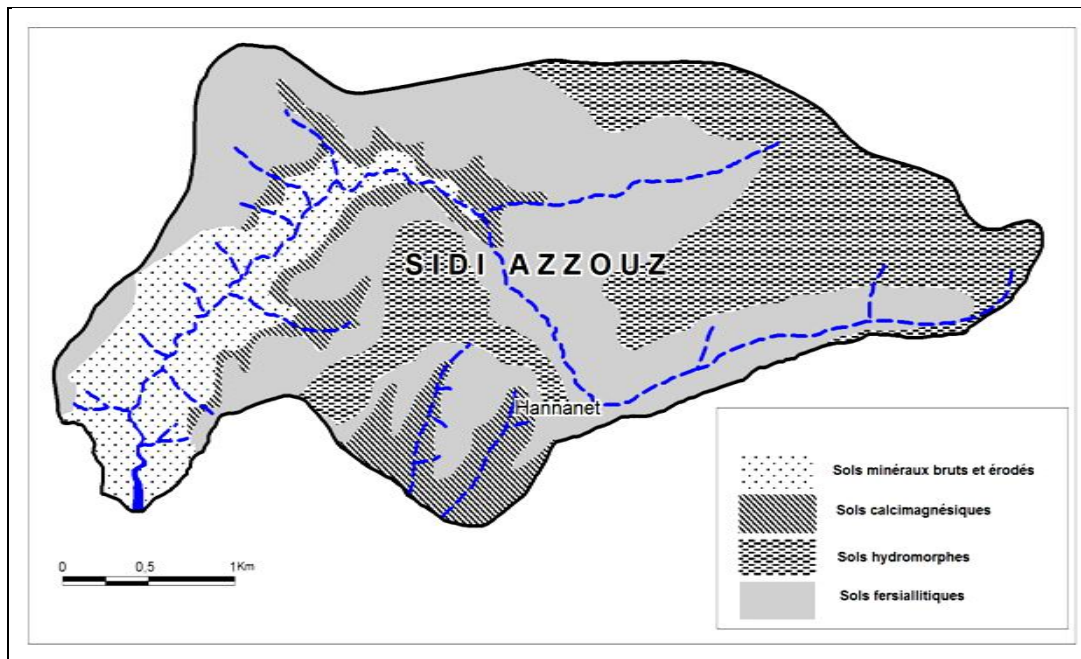 SIDI AZZOUZ
Hannanet
Sols minéraux bruts et érodés
Sols calcimagnésiques
Sols hydromorphes
Sols fersiallitiques
0 0,5 1Km